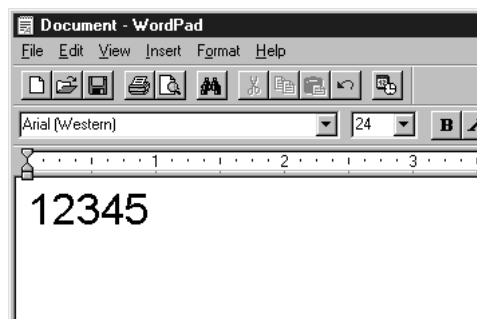 Document - WordPad
File Edit View Insert Format Help
Arial (Western) 24 B
1 2 3
12345